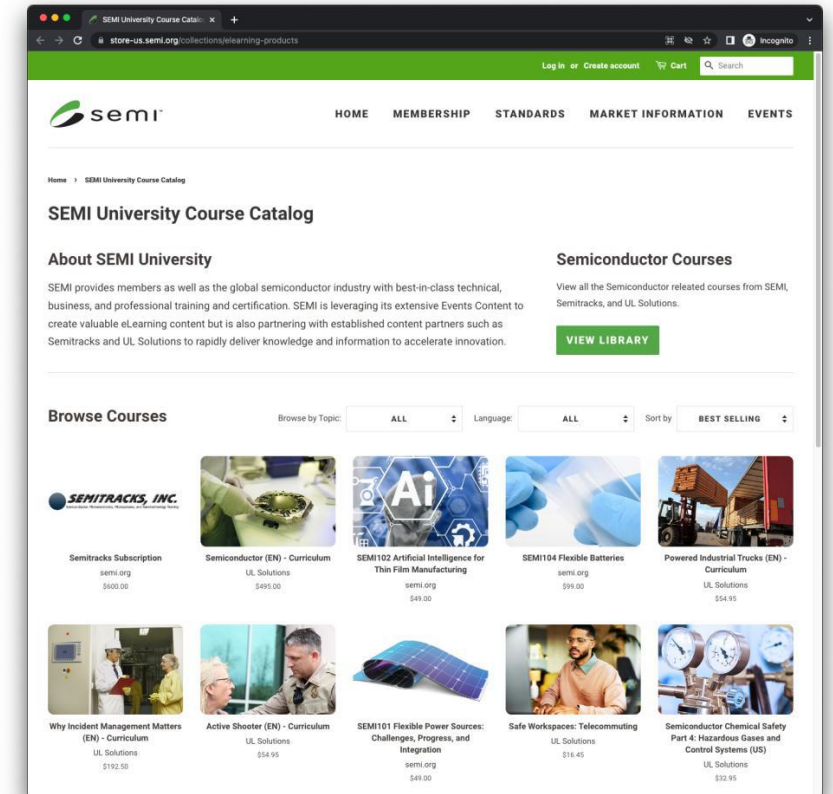 SEMI University Course Catalo
store-us.semi.org/collections/elearning-products
Incognito
Log in or Create account Cart Search
semi
HOME MEMBERSHIP STANDARDS MARKET INFORMATION EVENTS
Home > SEMI University Course Catalog
SEMI University Course Catalog
About SEMI University
SEMI provides members as well as the global semiconductor industry with best-in-class technical,
business, and professional training and certification. SEMI is leveraging its extensive Events Content to
create valuable eLearning content but is also partnering with established content partners such as
Semitracks and UL Solutions to rapidly deliver knowledge and information to accelerate innovation.
Semiconductor Courses
View all the Semiconductor releated courses from SEMI,
Semitracks, and UL Solutions.
VIEW LIBRARY
Browse Courses
Browse by Topic: ALL Language: ALL Sort by BEST SELLING
SEMITRACKS, INC.
Semitracks Subscription
semi.org
$600.00
Semiconductor (EN) - Curriculum
UL Solutions
$495.00
Ai
SEMI102 Artificial Intelligence for
Thin Film Manufacturing
semi.org
$49.00
SEMI104 Flexible Batteries
semi.org
$99.00
Powered Industrial Trucks (EN) -
Curriculum
UL Solutions
$54.95
Why Incident Management Matters
(EN) - Curriculum
UL Solutions
$192.50
Active Shooter (EN) - Curriculum
UL Solutions
$54.95
SEMI101 Flexible Power Sources:
Challenges, Progress, and
Integration
semi.org
$49.00
Safe Workspaces: Telecommuting
UL Solutions
$16.45
Semiconductor Chemical Safety
Part 4: Hazardous Gases and
Control Systems (US)
UL Solutions
$32.95